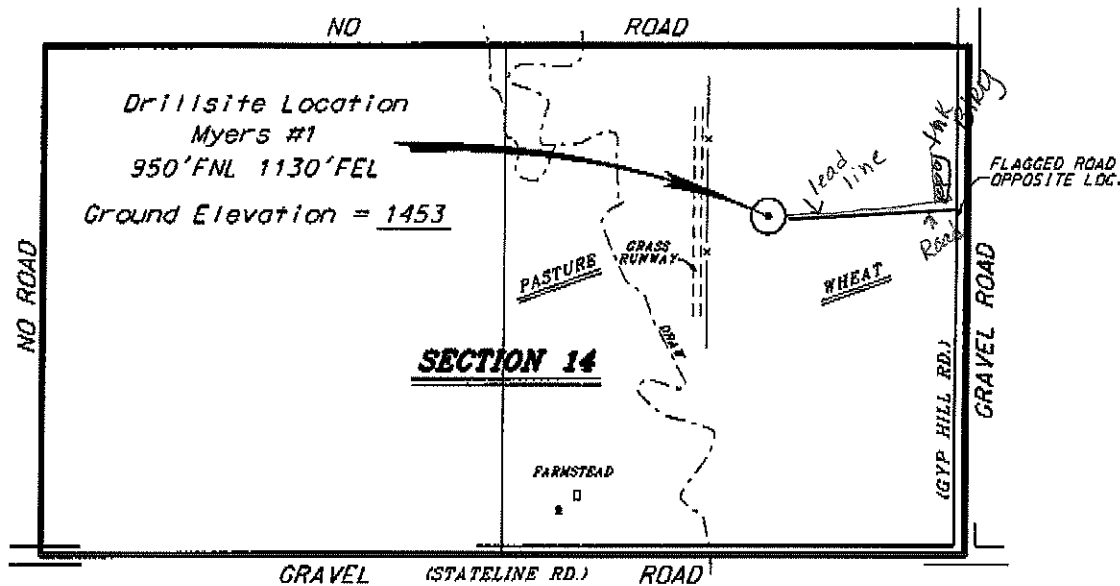 NO ROAD
Drillsite Location
Myers #1
950'FNL 1130'FEL
Ground Elevation = 1453
NO ROAD
lead
line
tank
Road
FLAGGED ROAD
OPPOSITE LOC.
GRASS
RUNWAY
PASTURE
WHEAT
DRAW
SECTION 14
FARMSTEAD
(GYP HILL RD.)
GRAVEL ROAD
GRAVEL (STATELINE RD.) ROAD